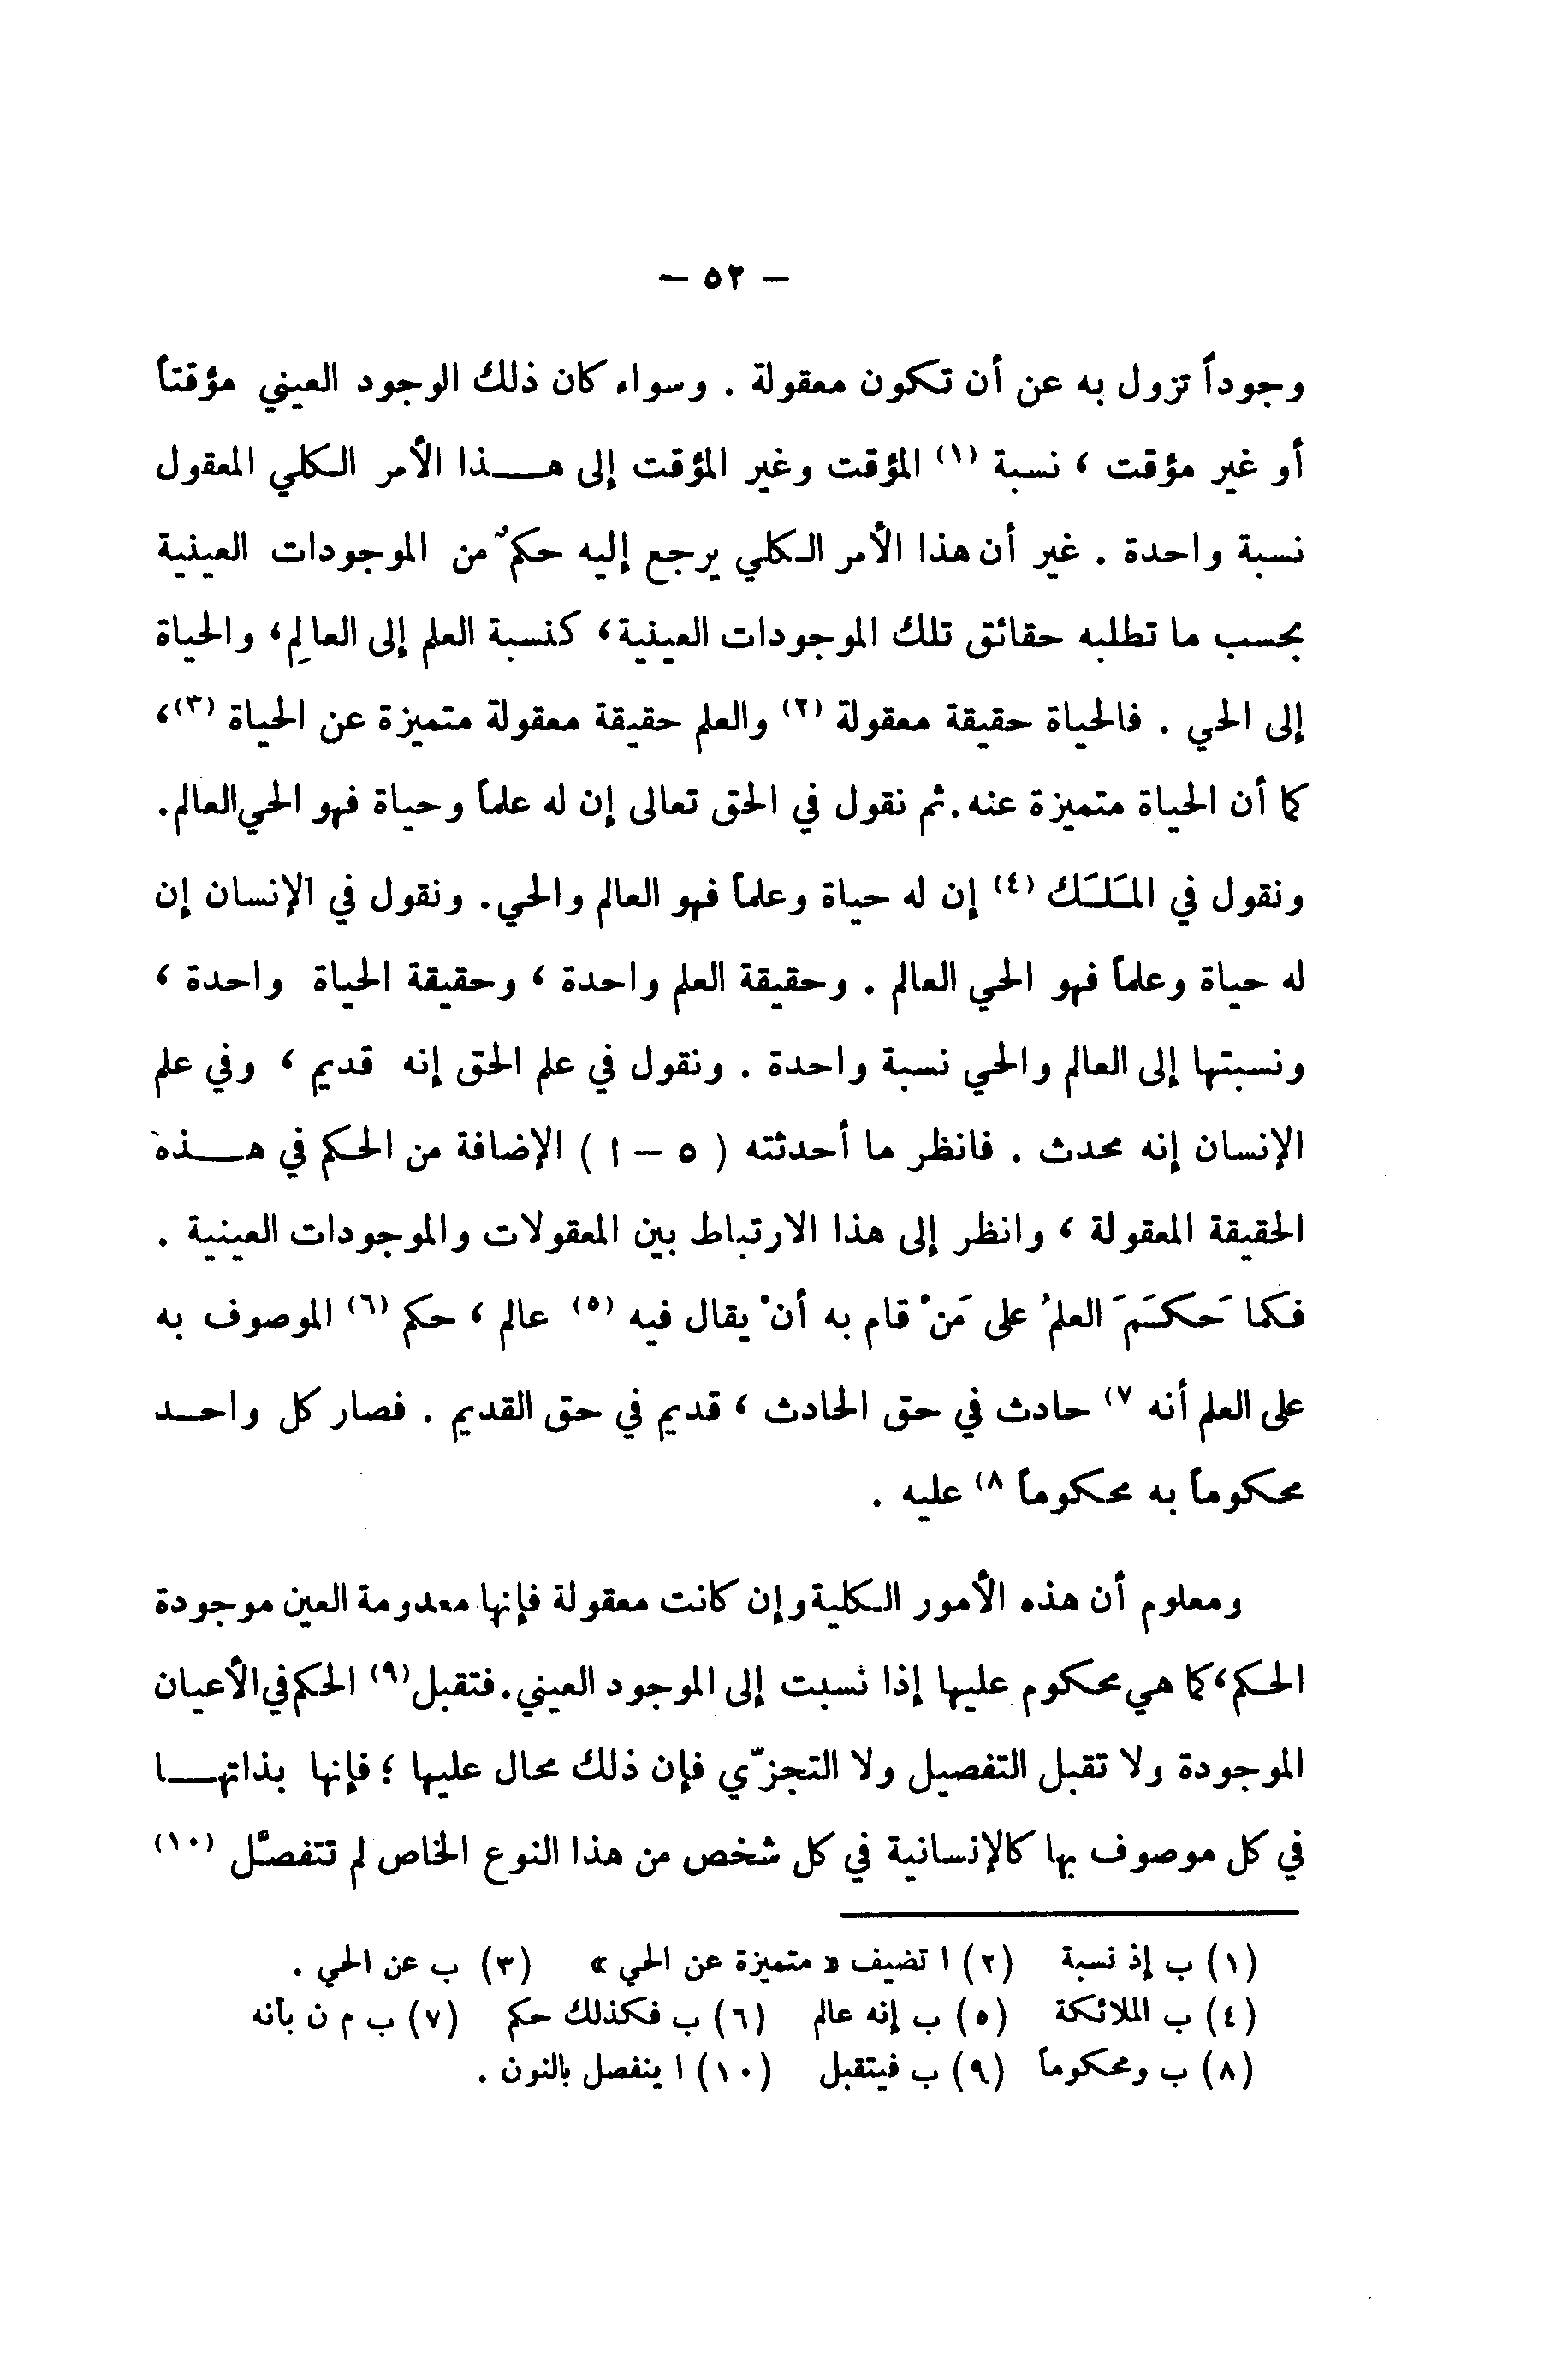 — ٥٢ —
وجوداً تزول به عن أن تكون معقولة . وسواء كان ذلك الوجود العيني مؤقتاً
أو غير مؤقت ، نسبة (١) المؤقت وغير المؤقت إلى هـــذا الأمر الكلي المعقول
نسبة واحدة . غير أن هذا الأمر الكلي يرجع إليه حكمٌ من الموجودات العينية
بحسب ما تطلبه حقائق تلك الموجودات العينية، كنسبة العلم إلى العالِم، والحياة
إلى الحي . فالحياة حقيقة معقولة (٢) والعلم حقيقة معقولة متميزة عن الحياة (٣)،
كما أن الحياة متميزة عنه. ثم نقول في الحق تعالى إن له علماً وحياة فهو الحي العالم.
ونقول في المَلَك (٤) إن له حياة وعلماً فهو العالم والحي. ونقول في الإنسان إن
له حياة وعلماً فهو الحي العالم . وحقيقة العلم واحدة ، وحقيقة الحياة واحدة ،
ونسبتها إلى العالم والحي نسبة واحدة . ونقول في علم الحق إنه قديم ، وفي علم
الإنسان إنه محدث . فانظر ما أحدثته ( ٥ – ا ) الإضافة من الحكم في هـــذه
الحقيقة المعقولة ، وانظر إلى هذا الارتباط بين المعقولات والموجودات العينية .
فكما حَكَمَ العلمُ على مَنْ قام به أنْ يقال فيه (٥) عالم ، حكم (٦) الموصوف به
على العلم أنه ٧) حادث في حق الحادث ، قديم في حق القديم . فصار كل واحــد
محكوماً به محكوماً ٨) عليه .
ومعلوم أن هذه الأمور الكلية وإن كانت معقولة فإنها معدومة العين موجودة
الحكم، كما هي محكوم عليها إذا نسبت إلى الموجود العيني. فتقبل (٩) الحكم في الأعيان
الموجودة ولا تقبل التفصيل ولا التجزّي فإن ذلك محال عليها ؛ فإنها بذاتهـــا
في كل موصوف بها كالإنسانية في كل شخص من هذا النوع الخاص لم تتفصَّل (١٠)
(١) ب إذ نسبة (٢) ا تضيف « متميزة عن الحي » (٣) ب عن الحي .
(٤) ب الملائكة (٥) ب إنه عالم (٦) ب فكذلك حكم (٧) ب م ن بأنه
(٨) ب ومحكوماً (٩) ب فيتقبل (١٠) ا ينفصل بالنون .